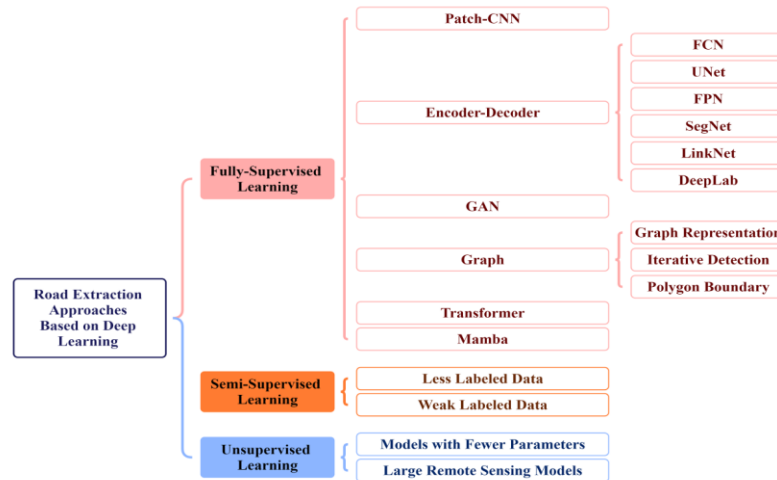 Road Extraction
Approaches
Based on Deep
Learning
Fully-Supervised
Learning
Patch-CNN
Encoder-Decoder
FCN
UNet
FPN
SegNet
LinkNet
DeepLab
GAN
Graph
Graph Representation
Iterative Detection
Polygon Boundary
Transformer
Mamba
Semi-Supervised
Learning
Less Labeled Data
Weak Labeled Data
Unsupervised
Learning
Models with Fewer Parameters
Large Remote Sensing Models